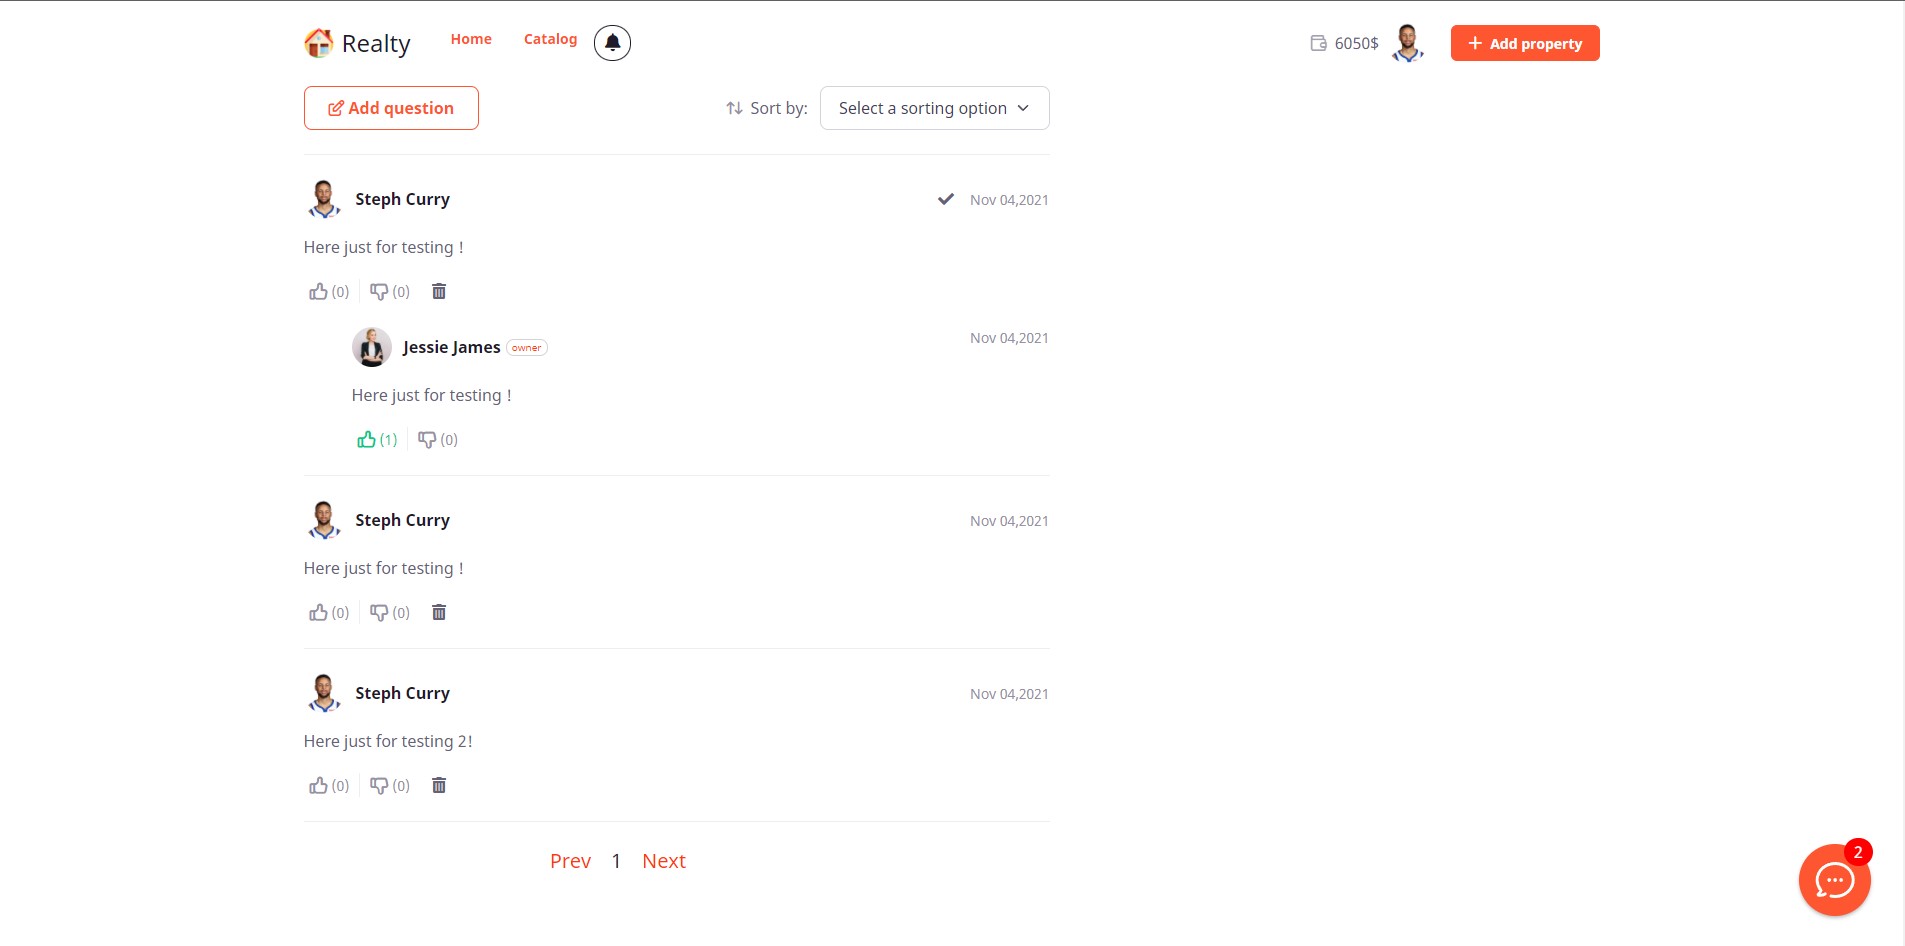 Realty Home Catalog 6050$ Add property
Add question Sort by: Select a sorting option
Steph Curry Nov 04,2021
Here just for testing !
(0) (0)
Jessie James owner Nov 04,2021
Here just for testing !
(1) (0)
Steph Curry Nov 04,2021
Here just for testing !
(0) (0)
Steph Curry Nov 04,2021
Here just for testing 2!
(0) (0)
Prev 1 Next
2